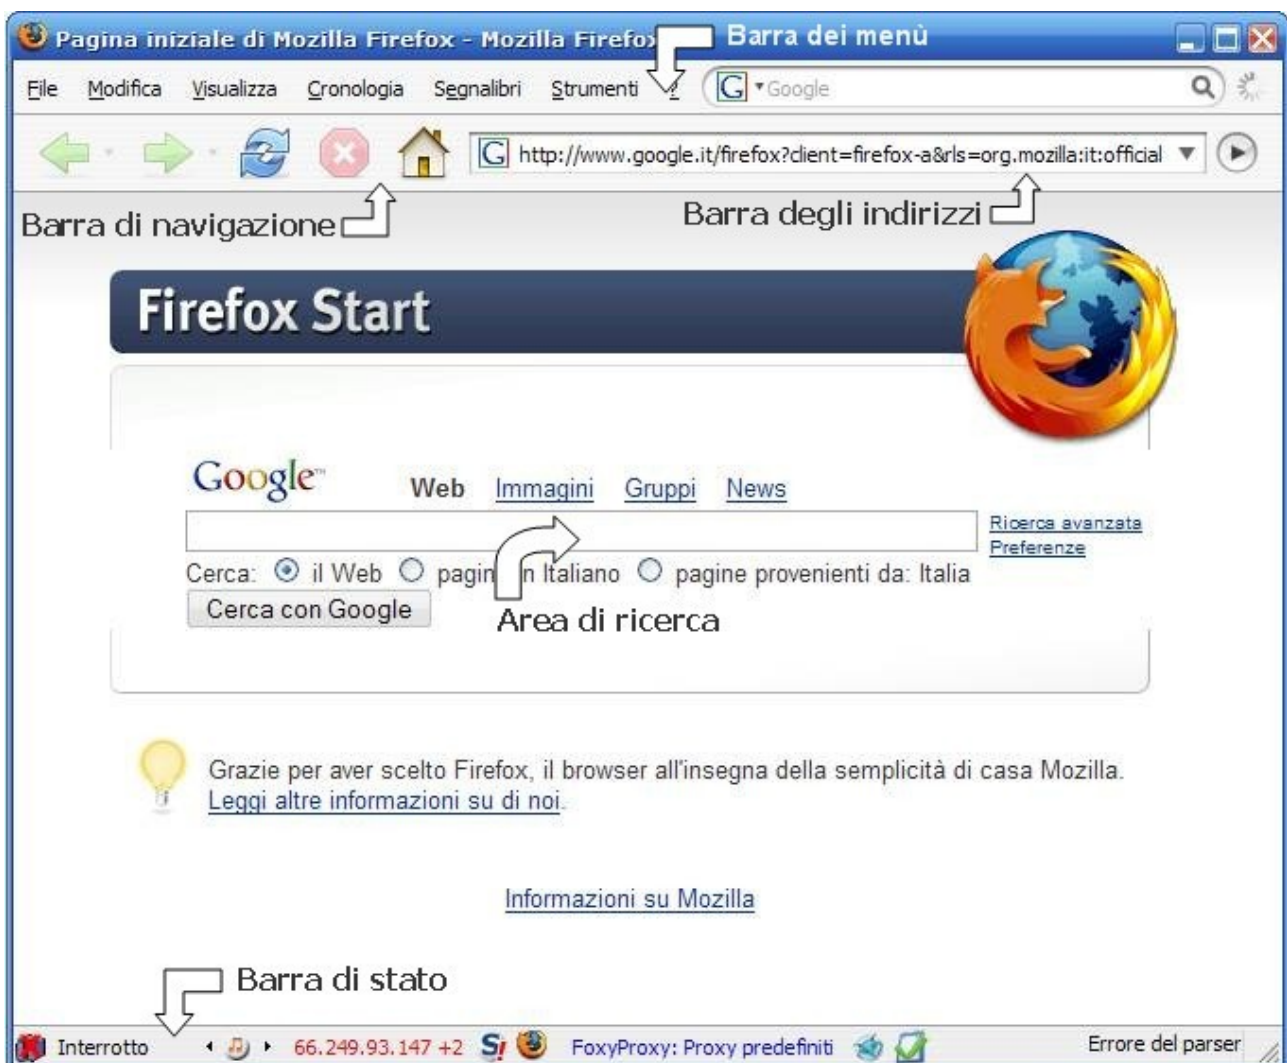 Pagina iniziale di Mozilla Firefox - Mozilla Firefox
Barra dei menù
File Modifica Visualizza Cronologia Segnalibri Strumenti ? Google
http://www.google.it/firefox?client=firefox-a&rls=org.mozilla:it:official
Barra di navigazione
Barra degli indirizzi
Firefox Start
Google™
Web Immagini Gruppi News
Ricerca avanzata
Preferenze
Cerca: il Web pagine in Italiano pagine provenienti da: Italia
Cerca con Google
Area di ricerca
Grazie per aver scelto Firefox, il browser all'insegna della semplicità di casa Mozilla.
Leggi altre informazioni su di noi.
Informazioni su Mozilla
Barra di stato
Interrotto 66.249.93.147 +2 S! FoxyProxy: Proxy predefiniti Errore del parser